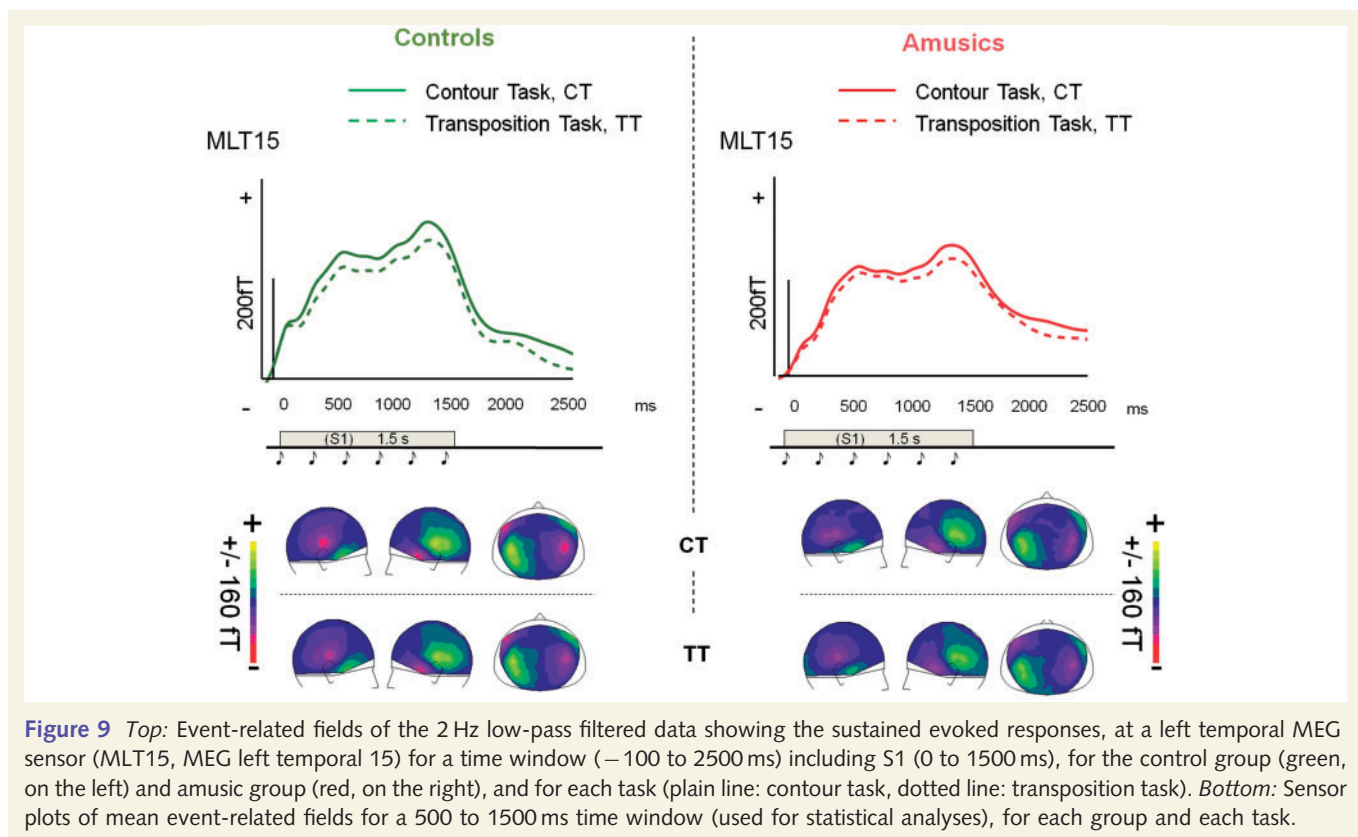 Controls
Contour Task, CT
Transposition Task, TT
MLT15
+
200fT
-
0 500 1000 1500 2000 2500 ms
(S1) 1.5 s
Amusics
Contour Task, CT
Transposition Task, TT
MLT15
+
200fT
-
0 500 1000 1500 2000 2500 ms
(S1) 1.5 s
+
+/- 160 fT
-
CT
TT
+
+/- 160 fT
-
Figure 9 Top: Event-related fields of the 2 Hz low-pass filtered data showing the sustained evoked responses, at a left temporal MEG
sensor (MLT15, MEG left temporal 15) for a time window (−100 to 2500 ms) including S1 (0 to 1500 ms), for the control group (green,
on the left) and amusic group (red, on the right), and for each task (plain line: contour task, dotted line: transposition task). Bottom: Sensor
plots of mean event-related fields for a 500 to 1500 ms time window (used for statistical analyses), for each group and each task.